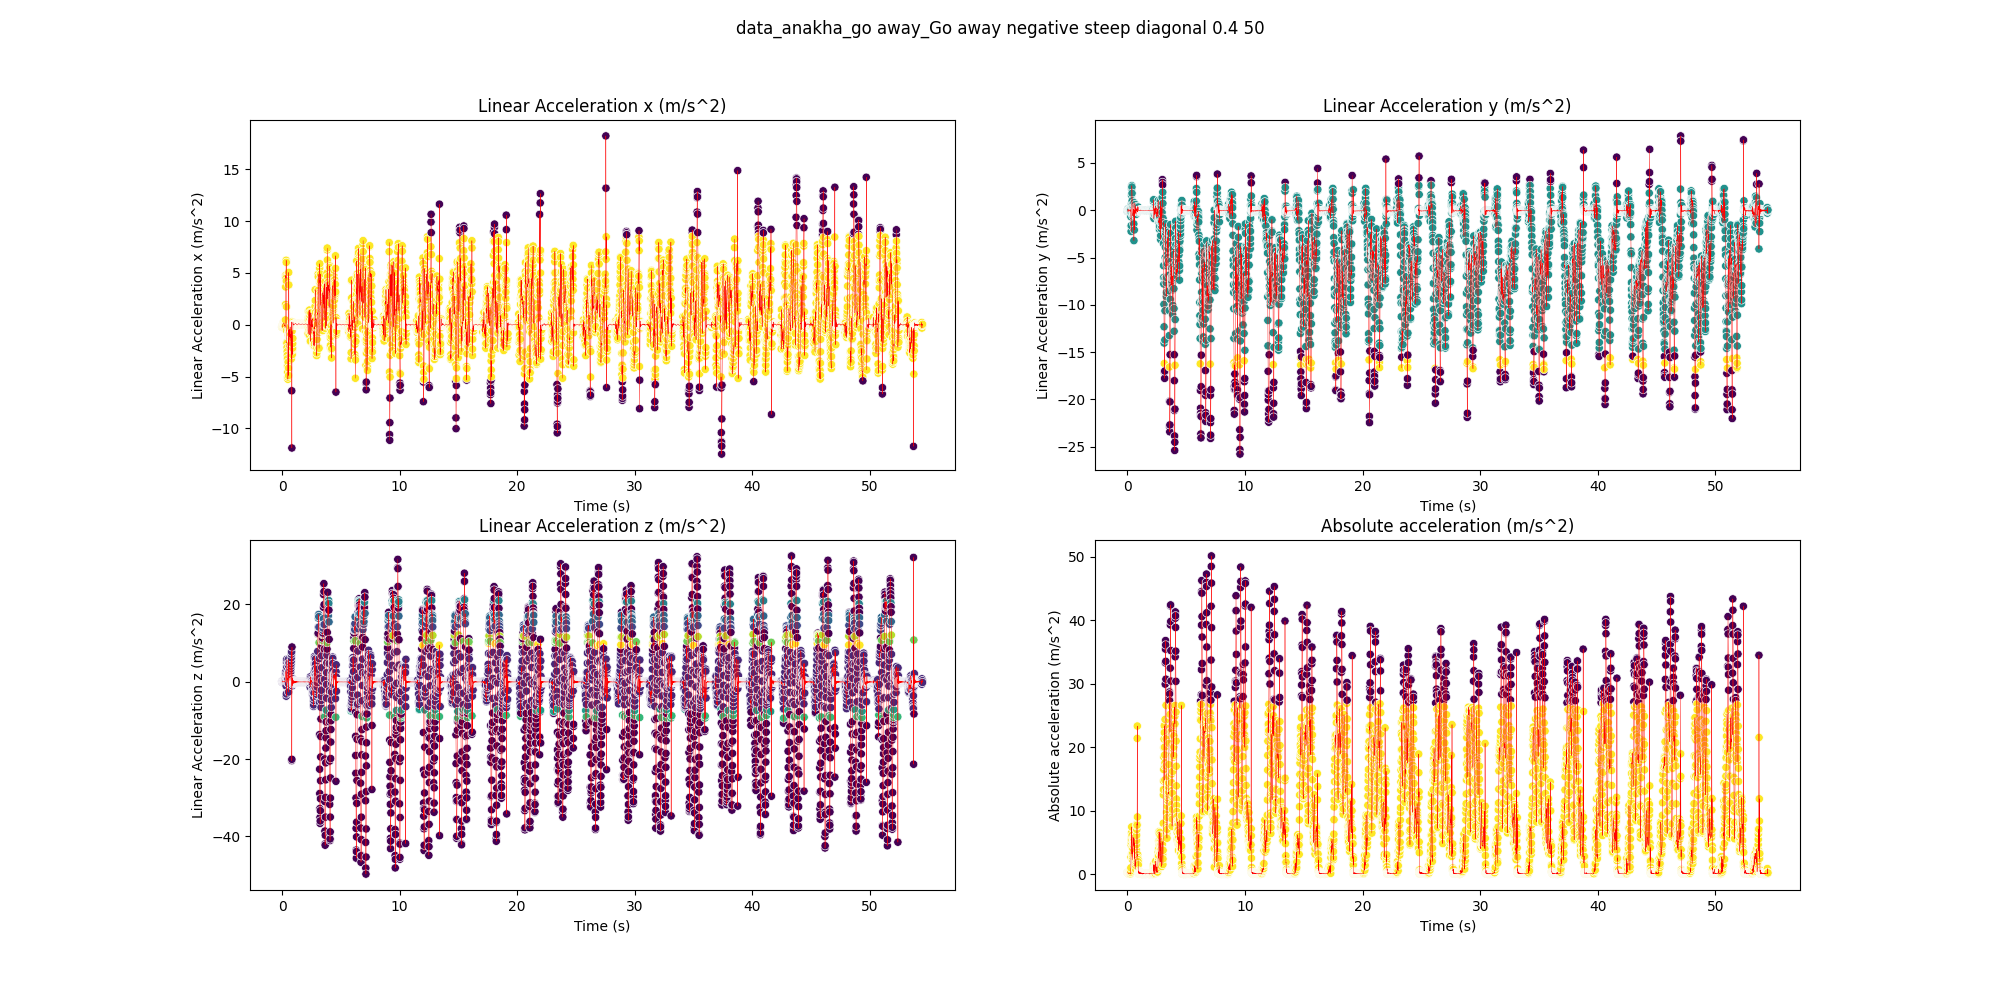 data_anakha_go away_Go away negative steep diagonal 0.4 50
Linear Acceleration x (m/s^2)
Linear Acceleration x (m/s^2)
15
10
5
0
−5
−10
0 10 20 30 40 50
Time (s)
Linear Acceleration y (m/s^2)
Linear Acceleration y (m/s^2)
5
0
−5
−10
−15
−20
−25
0 10 20 30 40 50
Time (s)
Linear Acceleration z (m/s^2)
Linear Acceleration z (m/s^2)
20
0
−20
−40
0 10 20 30 40 50
Time (s)
Absolute acceleration (m/s^2)
Absolute acceleration (m/s^2)
50
40
30
20
10
0
0 10 20 30 40 50
Time (s)